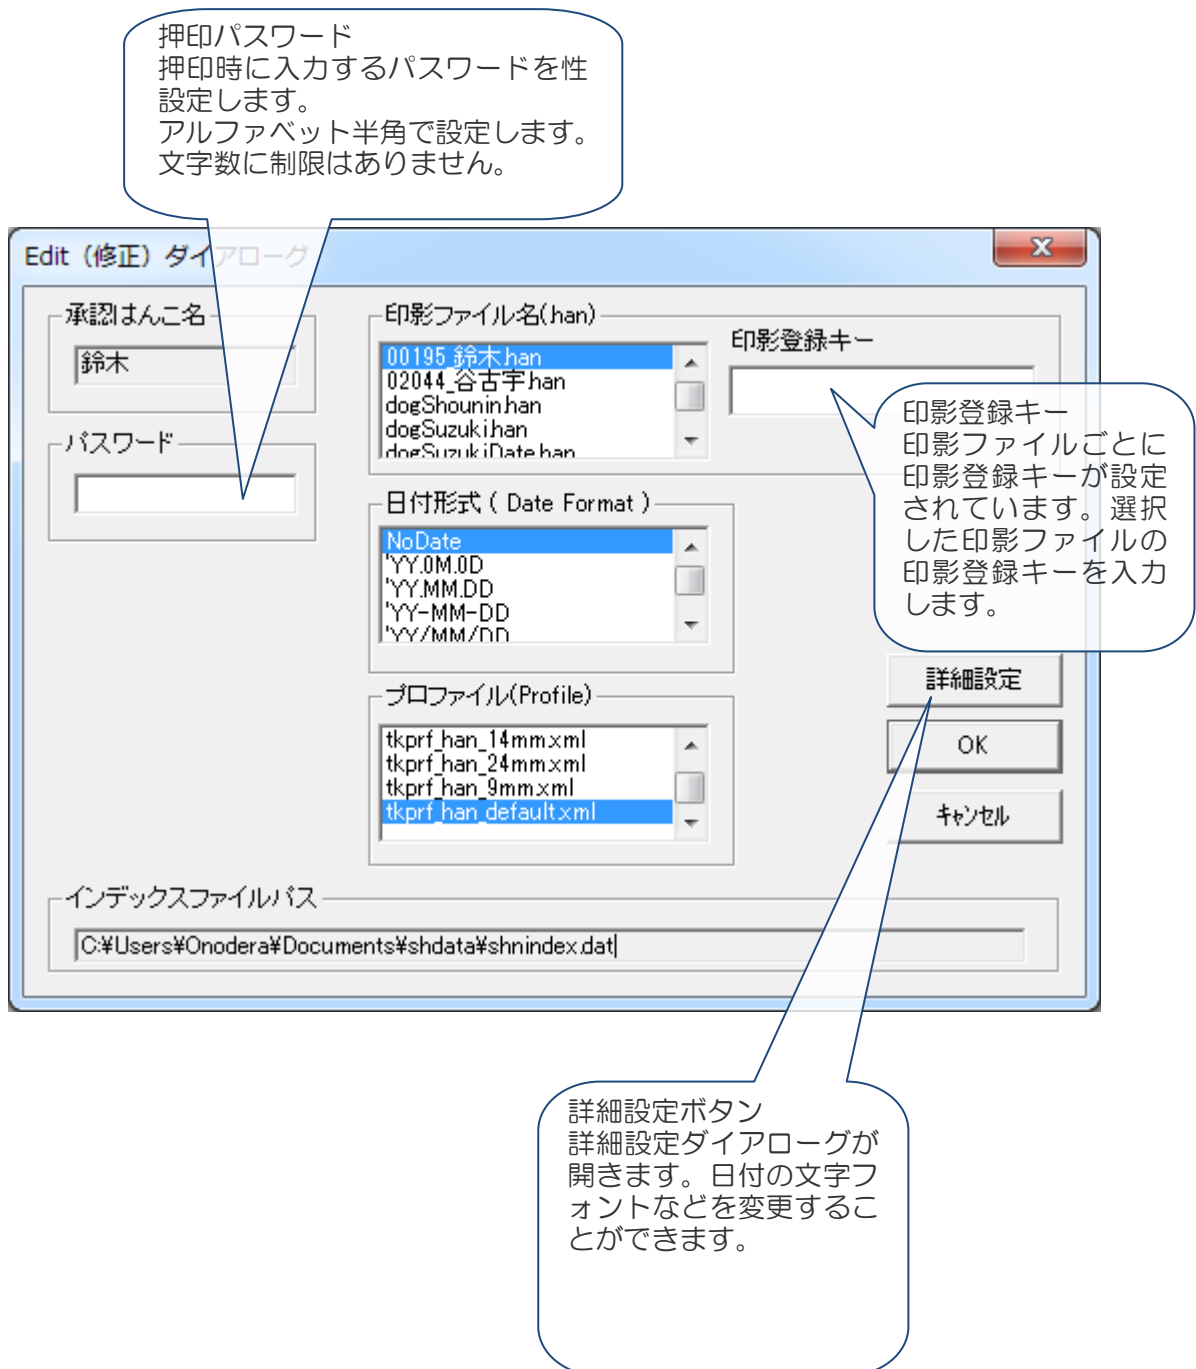 押印パスワード
押印時に入力するパスワードを性
設定します。
アルファベット半角で設定します。
文字数に制限はありません。
Edit（修正）ダイアローグ
承認はんこ名
鈴木
パスワード
印影ファイル名(.han)
00195_鈴木.han
02044_谷古宇.han
dogShounin.han
dogSuzuki.han
dogSuzukiDate.han
印影登録キー
印影登録キー
印影ファイルごとに
印影登録キーが設定
されています。選択
した印影ファイルの
印影登録キーを入力
します。
日付形式 ( Date Format )
NoDate
'YY.0M.0D
'YY.MM.DD
'YY-MM-DD
'YY/MM/DD
プロファイル(Profile)
tkprf_han_14mm.xml
tkprf_han_24mm.xml
tkprf_han_9mm.xml
tkprf_han_default.xml
詳細設定
OK
キャンセル
インデックスファイルパス
C:¥Users¥Onodera¥Documents¥shdata¥shnindex.dat
詳細設定ボタン
詳細設定ダイアローグが
開きます。日付の文字フ
ォントなどを変更するこ
とができます。